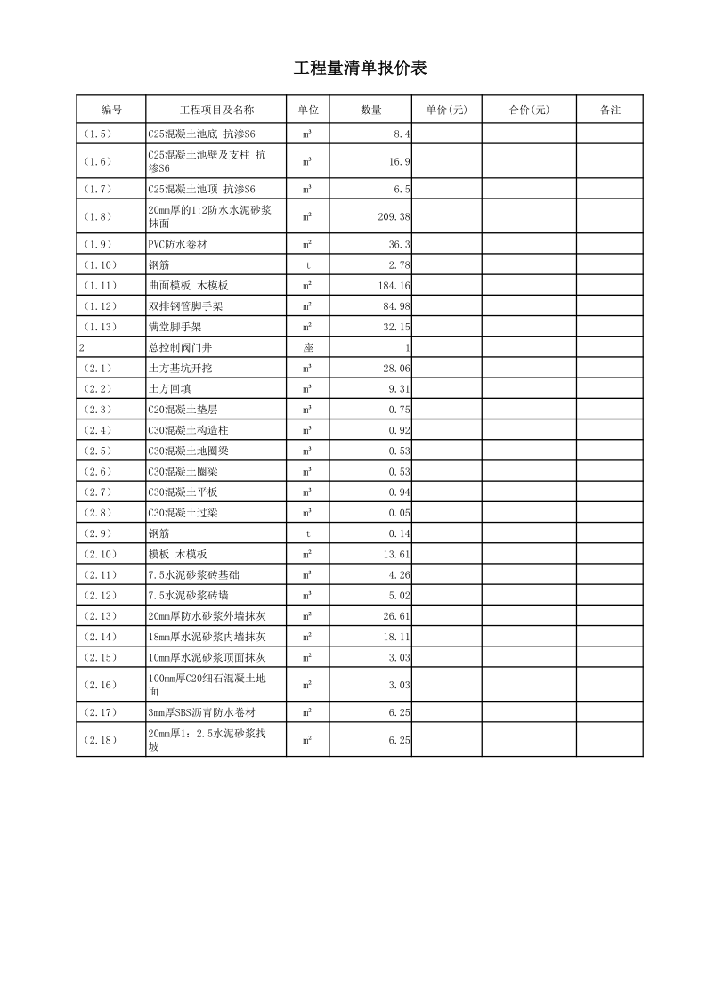 工程量清单报价表
编号 工程项目及名称 单位 数量 单价(元) 合价(元) 备注
（1.5） C25混凝土池底 抗渗S6 m³ 8.4
（1.6） C25混凝土池壁及支柱 抗
渗S6 m³ 16.9
（1.7） C25混凝土池顶 抗渗S6 m³ 6.5
（1.8） 20mm厚的1:2防水水泥砂浆
抹面 m² 209.38
（1.9） PVC防水卷材 m² 36.3
（1.10） 钢筋 t 2.78
（1.11） 曲面模板 木模板 m² 184.16
（1.12） 双排钢管脚手架 m² 84.98
（1.13） 满堂脚手架 m² 32.15
2 总控制阀门井 座 1
（2.1） 土方基坑开挖 m³ 28.06
（2.2） 土方回填 m³ 9.31
（2.3） C20混凝土垫层 m³ 0.75
（2.4） C30混凝土构造柱 m³ 0.92
（2.5） C30混凝土地圈梁 m³ 0.53
（2.6） C30混凝土圈梁 m³ 0.53
（2.7） C30混凝土平板 m³ 0.94
（2.8） C30混凝土过梁 m³ 0.05
（2.9） 钢筋 t 0.14
（2.10） 模板 木模板 m² 13.61
（2.11） 7.5水泥砂浆砖基础 m³ 4.26
（2.12） 7.5水泥砂浆砖墙 m³ 5.02
（2.13） 20mm厚防水砂浆外墙抹灰 m² 26.61
（2.14） 18mm厚水泥砂浆内墙抹灰 m² 18.11
（2.15） 10mm厚水泥砂浆顶面抹灰 m² 3.03
（2.16） 100mm厚C20细石混凝土地
面 m² 3.03
（2.17） 3mm厚SBS沥青防水卷材 m² 6.25
（2.18） 20mm厚1：2.5水泥砂浆找
坡 m² 6.25